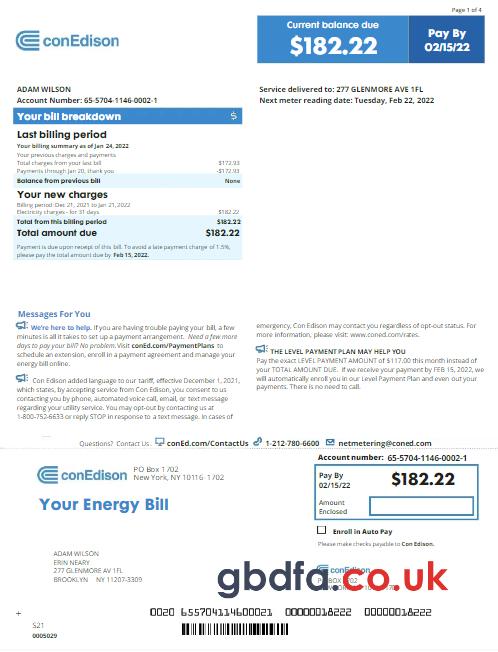 Page 1 of 4
conEdison
Current balance due
$182.22
Pay By
02/15/22
ADAM WILSON
Account Number: 65-5704-1146-0002-1
Service delivered to: 277 GLENMORE AVE 1FL
Next meter reading date: Tuesday, Feb 22, 2022
Your bill breakdown $
Last billing period
Your billing summary as of Jan 24, 2022
Your previous charges and payments
Total charges from your last bill $172.93
Payments through Jan 20, thank you -$172.93
Balance from previous bill None
Your new charges
Billing period: Dec 21, 2021 to Jan 21,2022
Electricity charges - for 31 days $182.22
Total from this billing period $182.22
Total amount due $182.22
Payment is due upon receipt of this bill. To avoid a late payment charge of 1.5%,
please pay the total amount due by Feb 15, 2022.
Messages For You
We're here to help. If you are having trouble paying your bill, a few
minutes is all it takes to set up a payment arrangement. Need a few more
days to pay your bill? No problem.Visit conEd.com/PaymentPlans to
schedule an extension, enroll in a payment agreement and manage your
energy bill online.
Con Edison added language to our tariff, effective December 1, 2021,
which states, by accepting service from Con Edison, you consent to
contact by phone, automated voice call, email, or text message
regarding your utility service. You may opt-out by contacting us at
1-800-752-6633 or reply STOP in response to a text message. In cases of
emergency, Con Edison may contact you regardless of opt-out status. For
more information, please visit: www.coned.com/rates.
THE LEVEL PAYMENT PLAN MAY HELP YOU
Pay the exact LEVEL PAYMENT AMOUNT of $117.00 this month instead of
your TOTAL AMOUNT DUE. If we receive your payment by FEB 15, 2022, we
will automatically enroll you in our Level Payment Plan and even out your
payments. There is no need to call.
Questions? Contact Us. conEd.com/ContactUs 1-212-780-6600 netmetering@coned.com
conEdison
PO Box 1702
New York, NY 10116-1702
Your Energy Bill
Account number: 65-5704-1146-0002-1
Pay By
02/15/22
$182.22
Amount
Enclosed
Enroll in Auto Pay
Please make checks payable to Con Edison.
ADAM WILSON
ERIN NEARY
277 GLENMORE AV 1FL
BROOKLYN NY 11207-3309
conEdison
gbdfa.co.uk
0020 655704114600021 00000018222 00000018222
+
S21
0005029